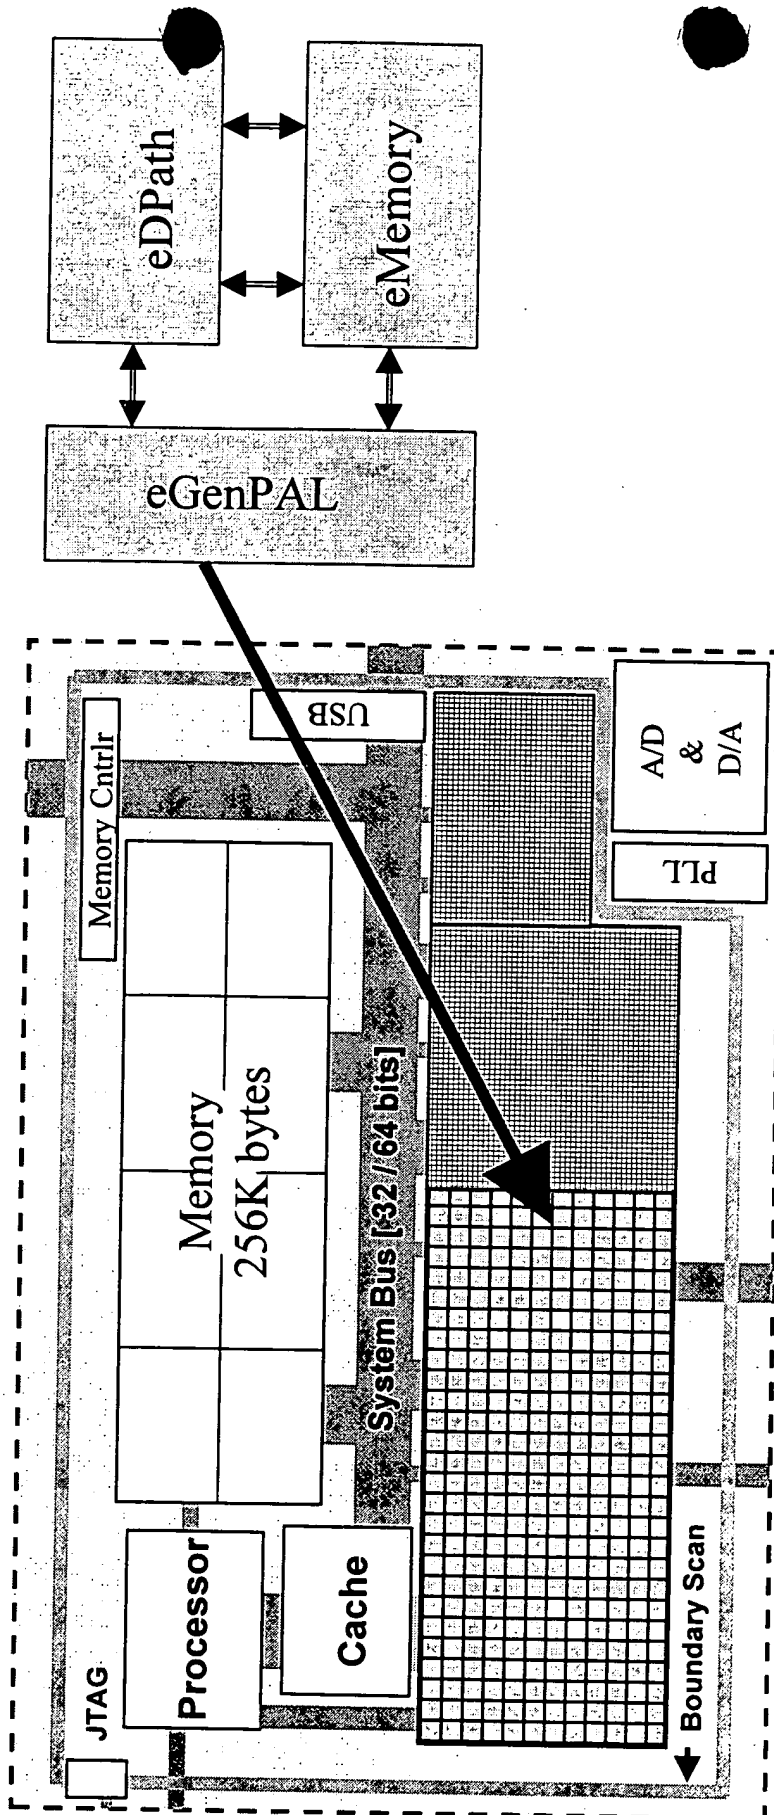 eDPath
eMemory
eGenPAL
USB
Memory Cntrlr
A/D
&
D/A
PLL
Memory
256K bytes
System Bus [ 32 / 64 bits]
JTAG
Processor
Cache
Boundary Scan